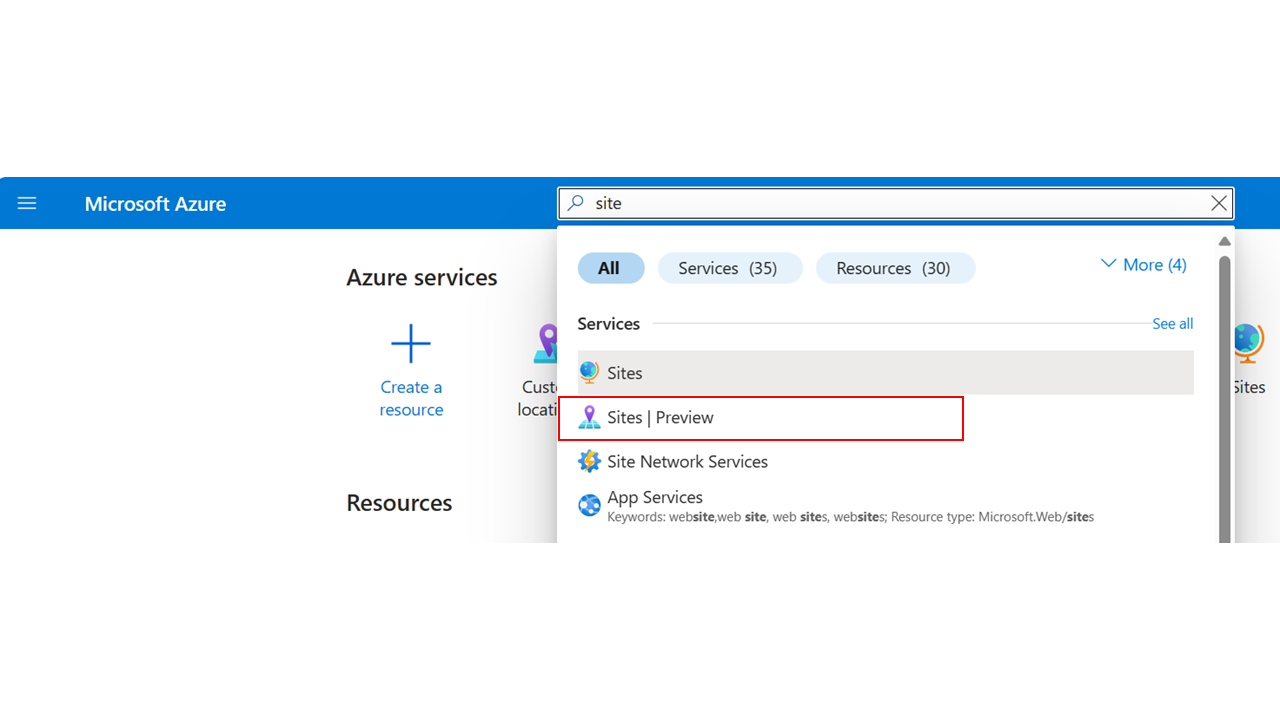 Microsoft Azure
site
All
Services (35)
Resources (30)
More (4)
Azure services
Services
See all
Create a
resource
Sites
Sites | Preview
Site Network Services
App Services
Keywords: website,web site, web sites, websites; Resource type: Microsoft.Web/sites
Cust
locati
Sites
Resources